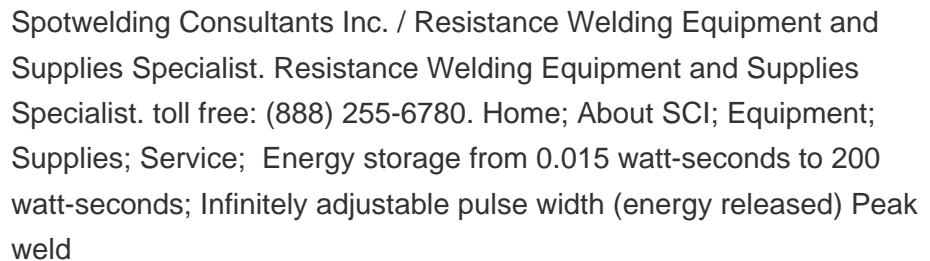 Spotwelding Consultants Inc. / Resistance Welding Equipment and
Supplies Specialist. Resistance Welding Equipment and Supplies
Specialist. toll free: (888) 255-6780. Home; About SCI; Equipment;
Supplies; Service;  Energy storage from 0.015 watt-seconds to 200
watt-seconds; Infinitely adjustable pulse width (energy released) Peak
weld